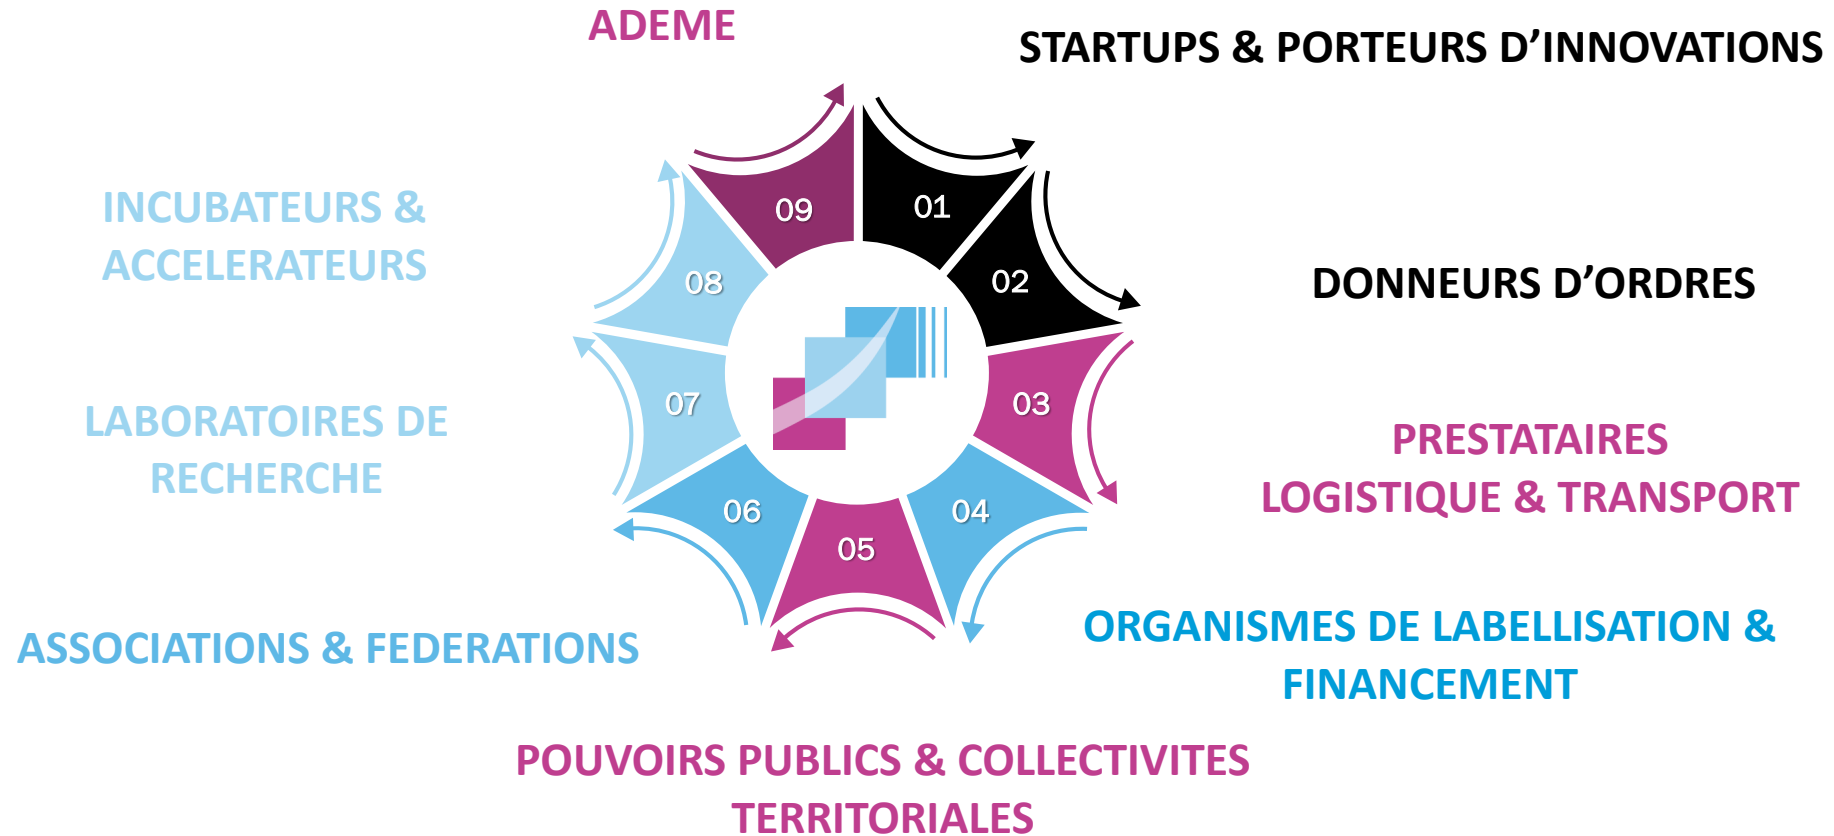 ADEME
STARTUPS & PORTEURS D’INNOVATIONS
INCUBATEURS &
ACCELERATEURS
09
01
08
02
DONNEURS D’ORDRES
LABORATOIRES DE
RECHERCHE
07
03
PRESTATAIRES
LOGISTIQUE & TRANSPORT
06
04
05
ASSOCIATIONS & FEDERATIONS
ORGANISMES DE LABELLISATION &
FINANCEMENT
POUVOIRS PUBLICS & COLLECTIVITES
TERRITORIALES